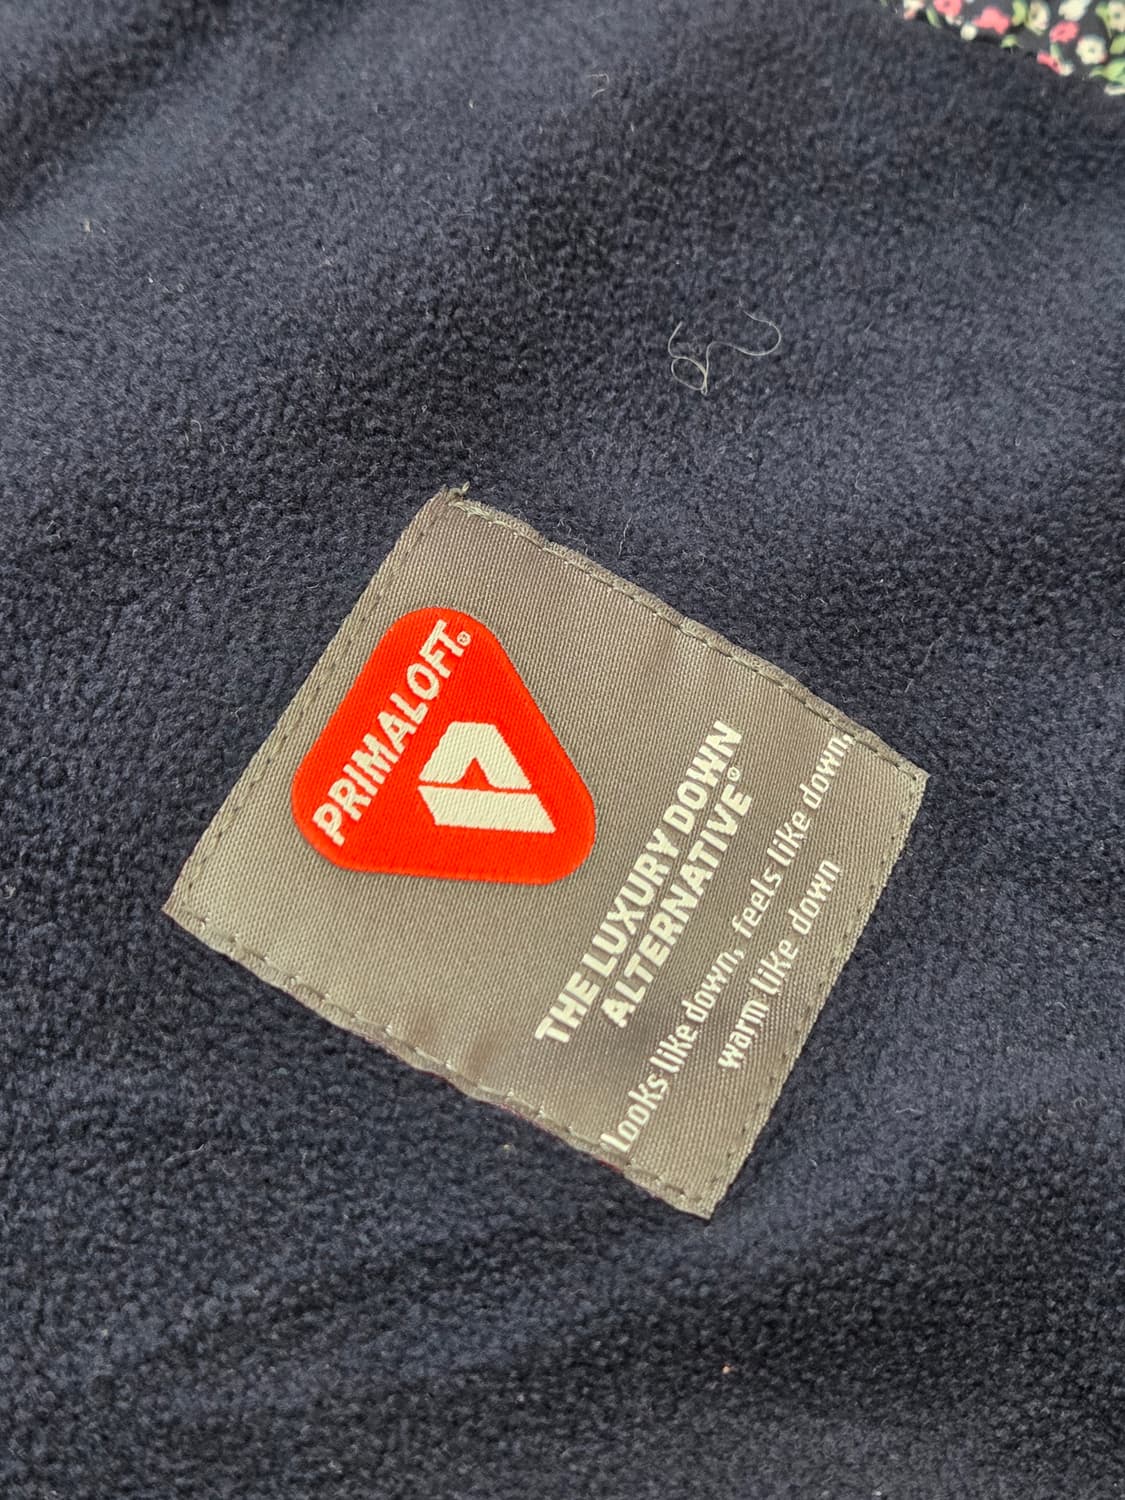 PRIMALOFT®
THE LUXURY DOWN
ALTERNATIVE®
looks like down, feels like down,
warm like down